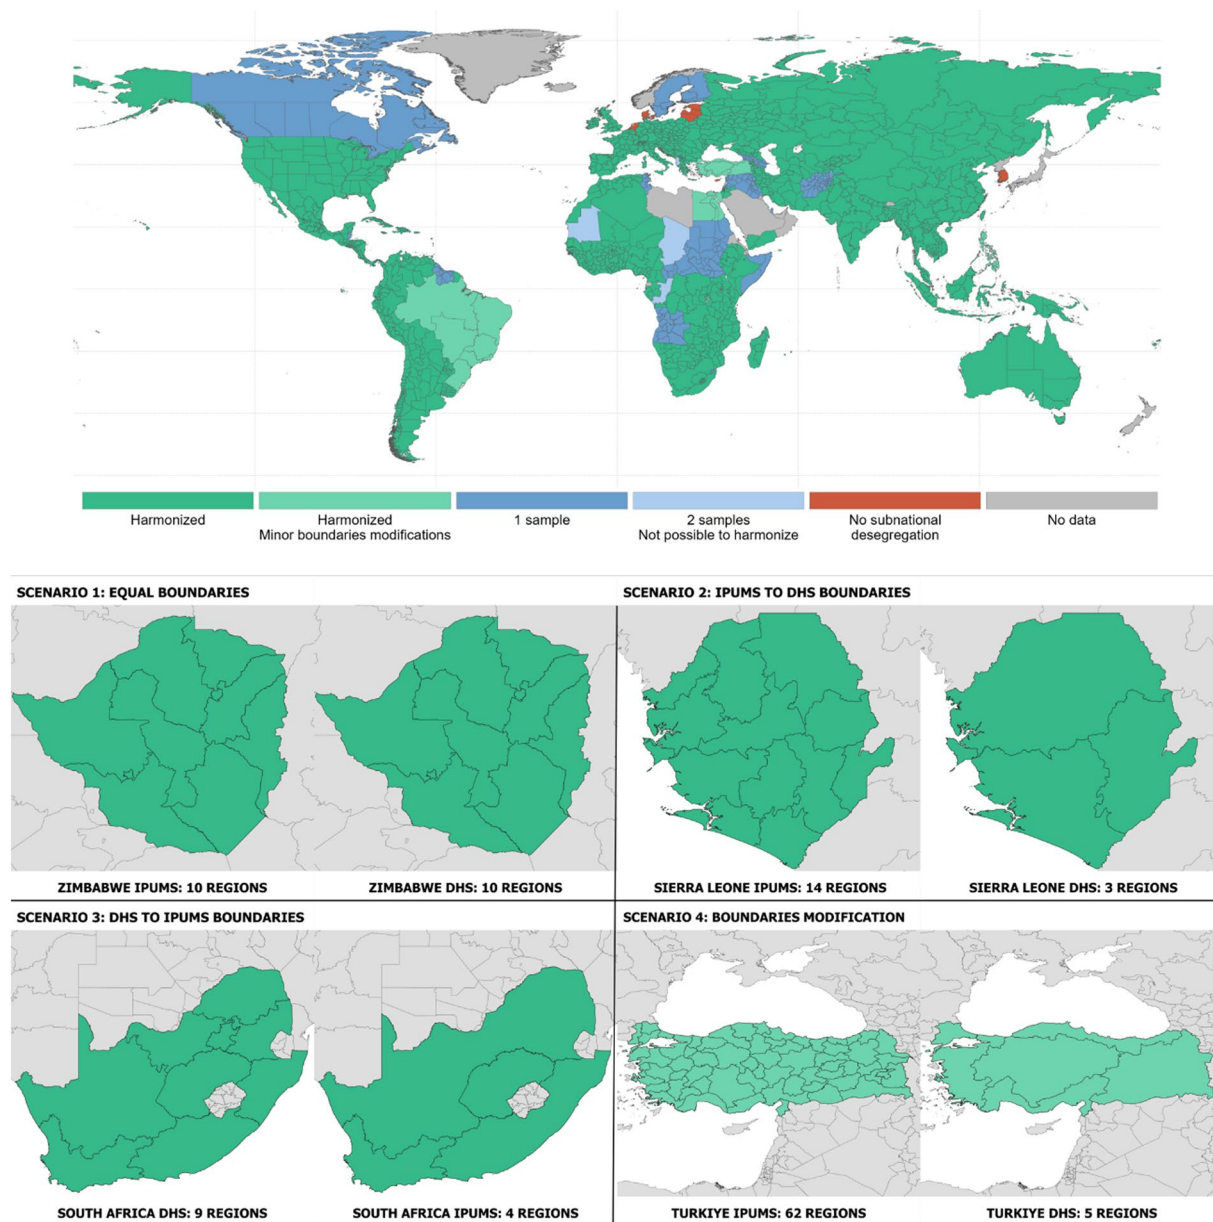 Harmonized
Harmonized
Minor boundaries modifications
1 sample
2 samples
Not possible to harmonize
No subnational
desegregation
No data
SCENARIO 1: EQUAL BOUNDARIES
ZIMBABWE IPUMS: 10 REGIONS
ZIMBABWE DHS: 10 REGIONS
SCENARIO 2: IPUMS TO DHS BOUNDARIES
SIERRA LEONE IPUMS: 14 REGIONS
SIERRA LEONE DHS: 3 REGIONS
SCENARIO 3: DHS TO IPUMS BOUNDARIES
SOUTH AFRICA DHS: 9 REGIONS
SOUTH AFRICA IPUMS: 4 REGIONS
SCENARIO 4: BOUNDARIES MODIFICATION
TURKIYE IPUMS: 62 REGIONS
TURKIYE DHS: 5 REGIONS